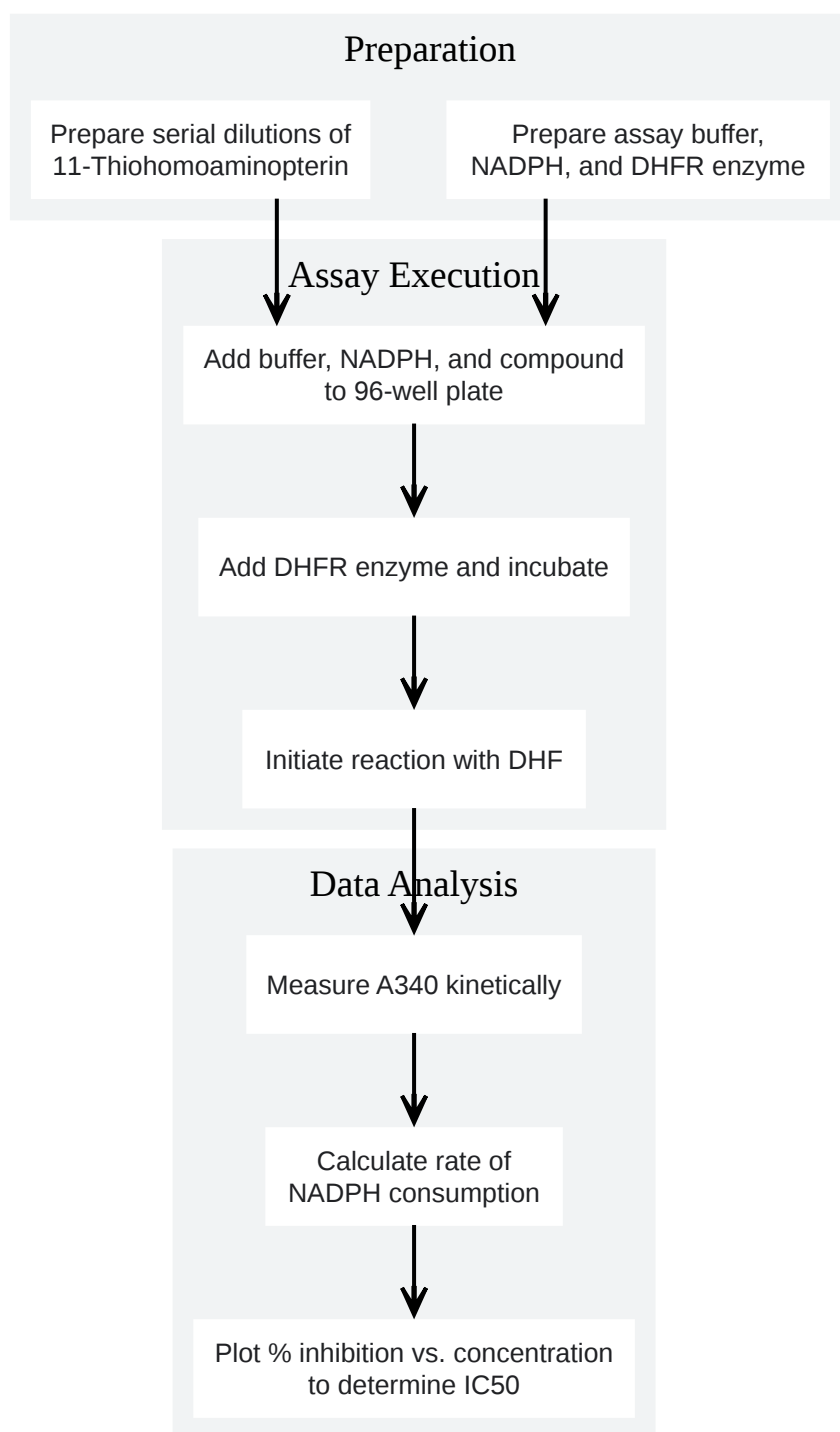 Preparation
Prepare serial dilutions of
11-Thiohomoaminopterin
Prepare assay buffer,
NADPH, and DHFR enzyme
Assay Execution
Add buffer, NADPH, and compound
to 96-well plate
Add DHFR enzyme and incubate
Initiate reaction with DHF
Data Analysis
Measure A340 kinetically
Calculate rate of
NADPH consumption
Plot % inhibition vs. concentration
to determine IC50